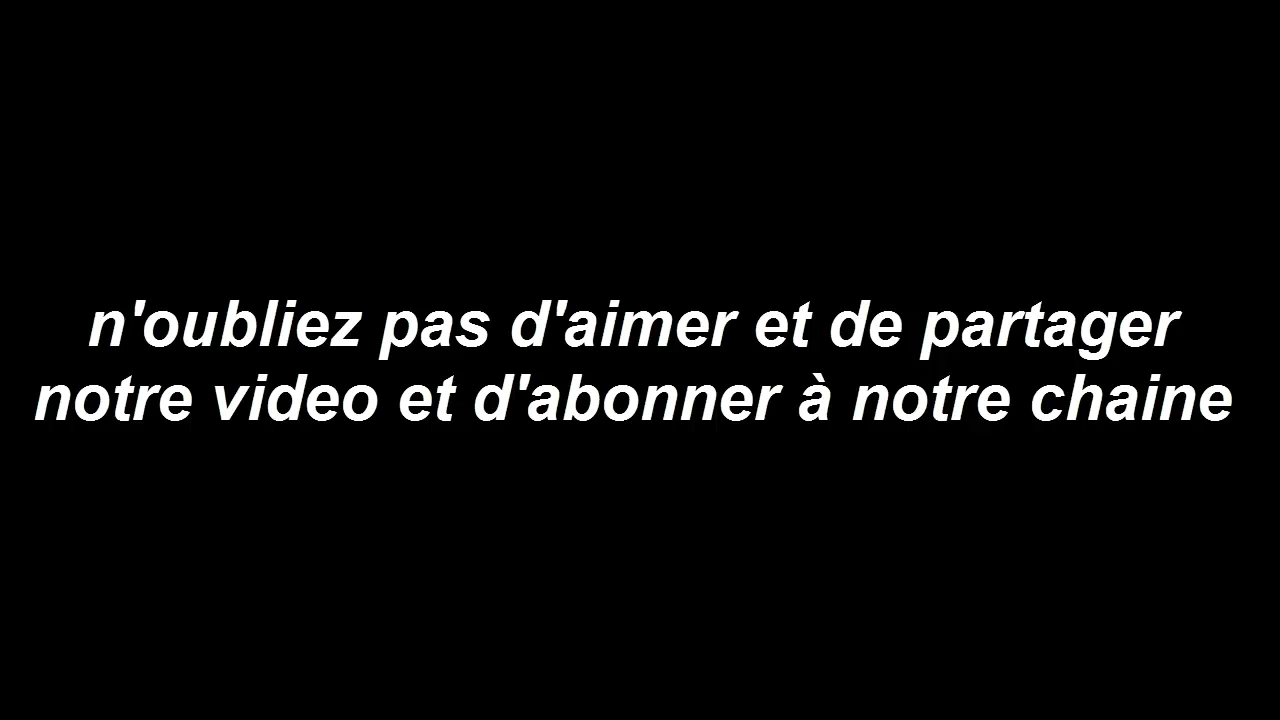 n'oubliez pas d'aimer et de partager
notre video et d'abonner à notre chaine